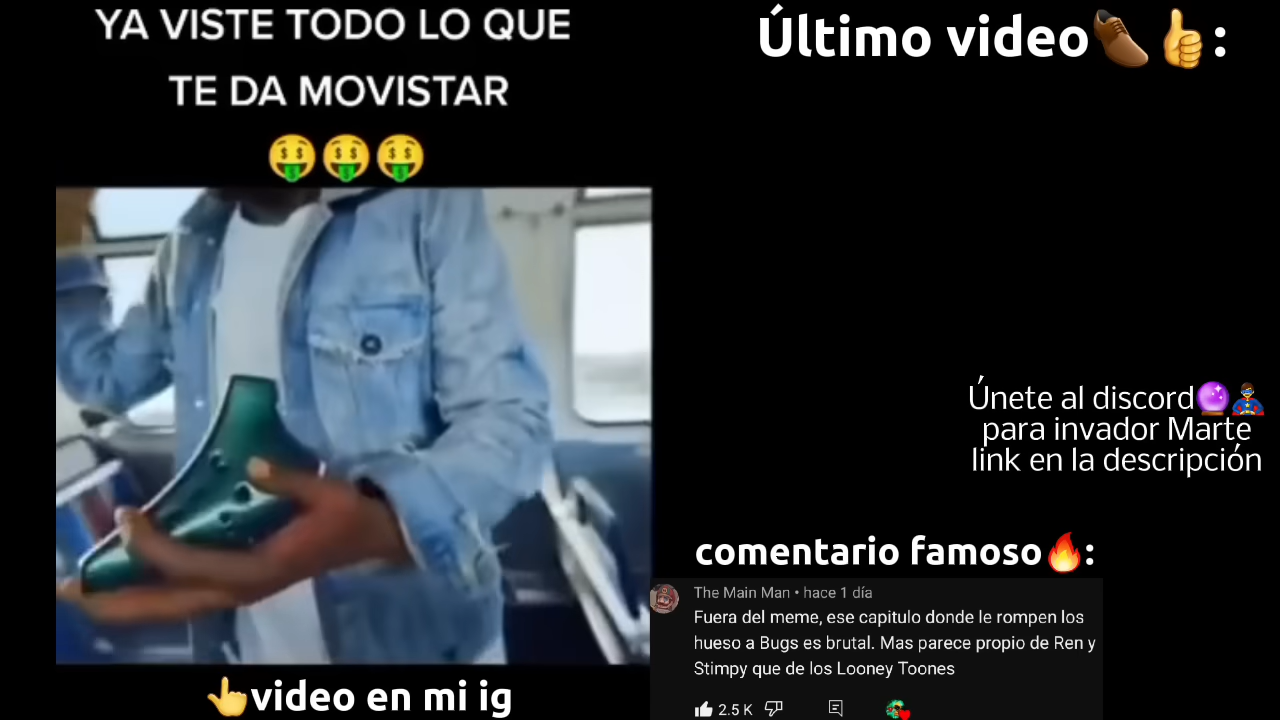 YA VISTE TODO LO QUE
TE DA MOVISTAR
🤑🤑🤑
👆video en mi ig
Último video👞👍:
Únete al discord🔮🦸‍♂️
para invador Marte
link en la descripción
comentario famoso🔥:
The Main Man • hace 1 día
Fuera del meme, ese capitulo donde le rompen los
hueso a Bugs es brutal. Mas parece propio de Ren y
Stimpy que de los Looney Toones
2.5 K